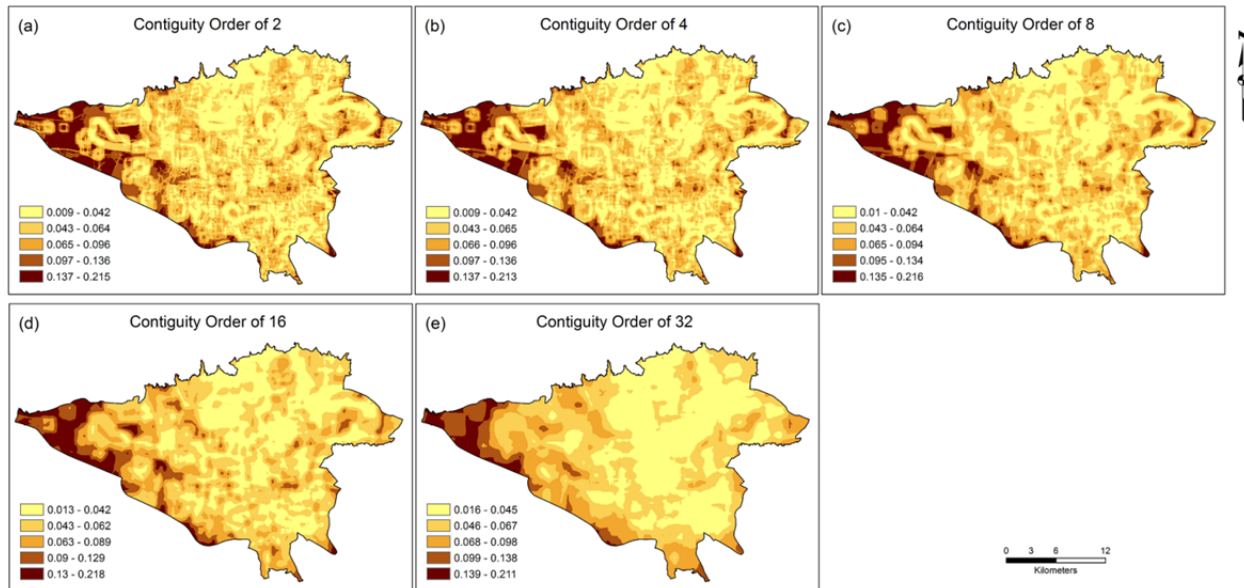 (a) Contiguity Order of 2
0.009 - 0.042
0.043 - 0.064
0.065 - 0.096
0.097 - 0.136
0.137 - 0.215
(b) Contiguity Order of 4
0.009 - 0.042
0.043 - 0.065
0.066 - 0.096
0.097 - 0.136
0.137 - 0.213
(c) Contiguity Order of 8
0.01 - 0.042
0.043 - 0.064
0.065 - 0.094
0.095 - 0.134
0.135 - 0.216
(d) Contiguity Order of 16
0.013 - 0.042
0.043 - 0.062
0.063 - 0.089
0.09 - 0.129
0.13 - 0.218
(e) Contiguity Order of 32
0.016 - 0.045
0.046 - 0.067
0.068 - 0.098
0.099 - 0.138
0.139 - 0.211
0 3 6 12
Kilometers